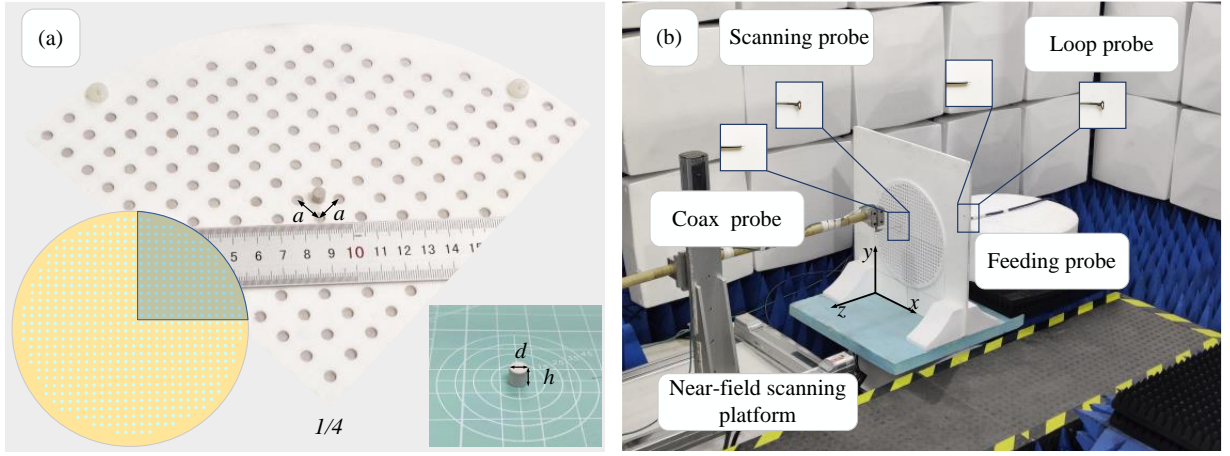 (a)
a
a
5 6 7 8 9 10 11 12 13 14 15
d
h
1/4
(b)
Scanning probe
Loop probe
Coax probe
Feeding probe
y
z
x
Near-field scanning
platform